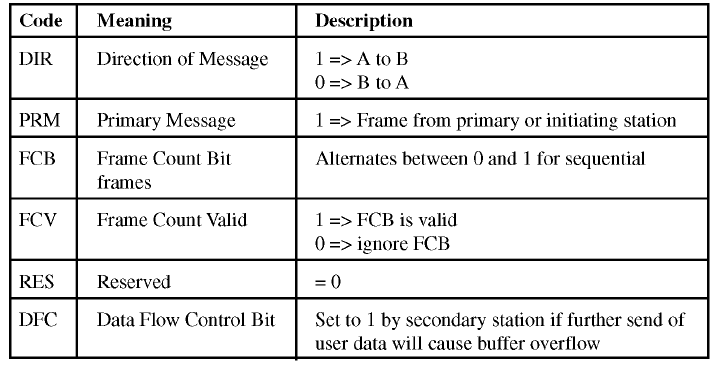 Code Meaning Description
DIR Direction of Message 1 => A to B
0 => B to A
PRM Primary Message 1 => Frame from primary or initiating station
FCB Frame Count Bit Alternates between 0 and 1 for sequential
frames
FCV Frame Count Valid 1 => FCB is valid
0 => ignore FCB
RES Reserved = 0
DFC Data Flow Control Bit Set to 1 by secondary station if further send of
user data will cause buffer overflow